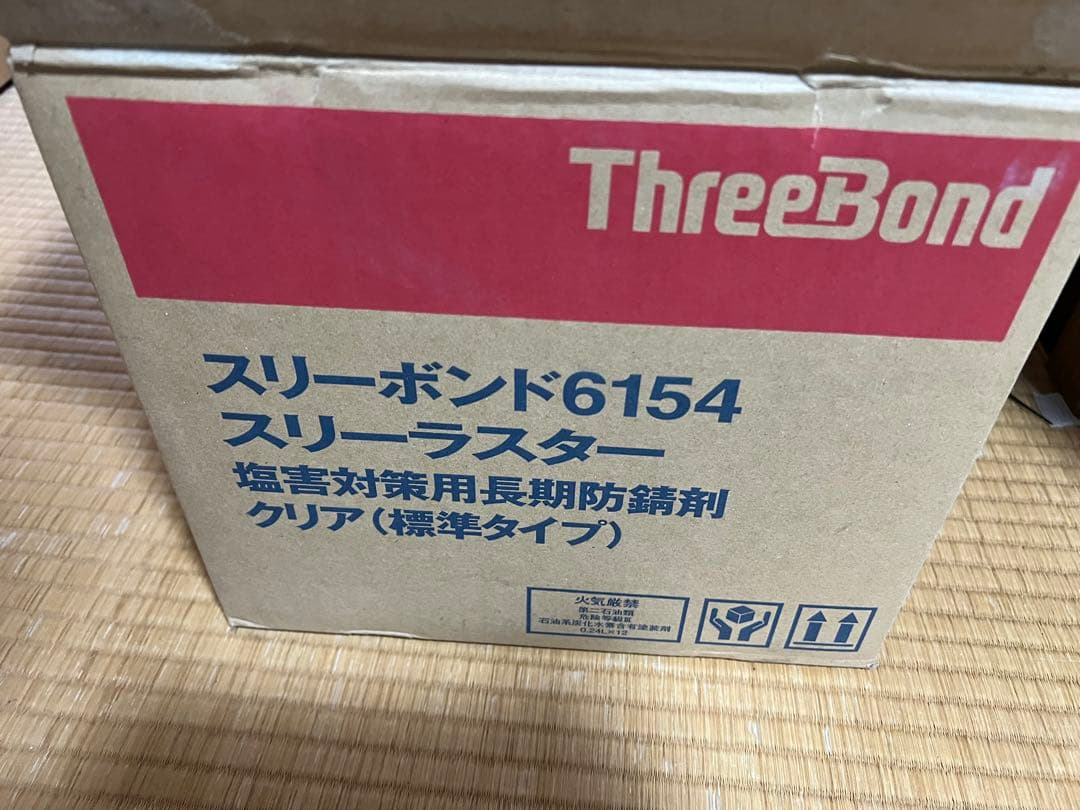 ThreeBond
スリーボンド6154
スリーラスター
塩害対策用長期防錆剤
クリア(標準タイプ)
火気厳禁
第二石油類
危険等級Ⅲ
石油系炭化水素含有塗装剤
0.24L×12